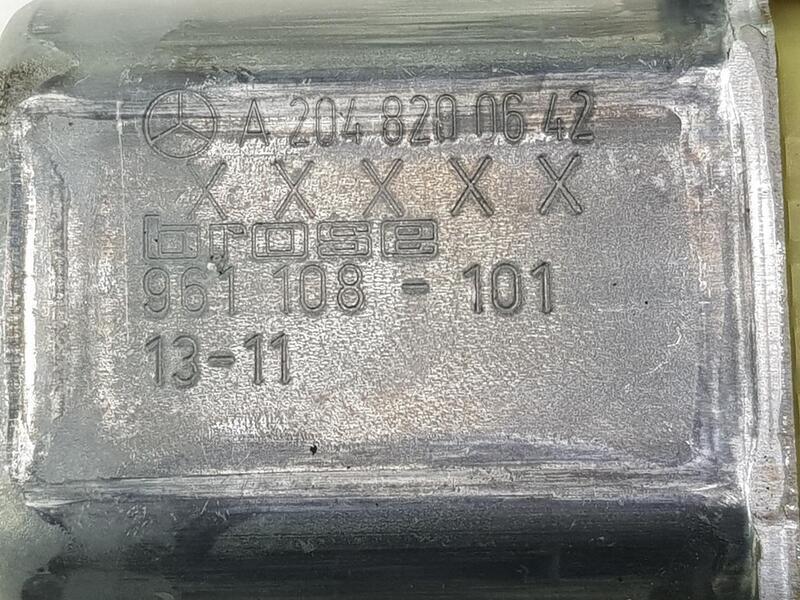 A 204 820 06 42
X X X X X
brose
961 108 - 101
13-11